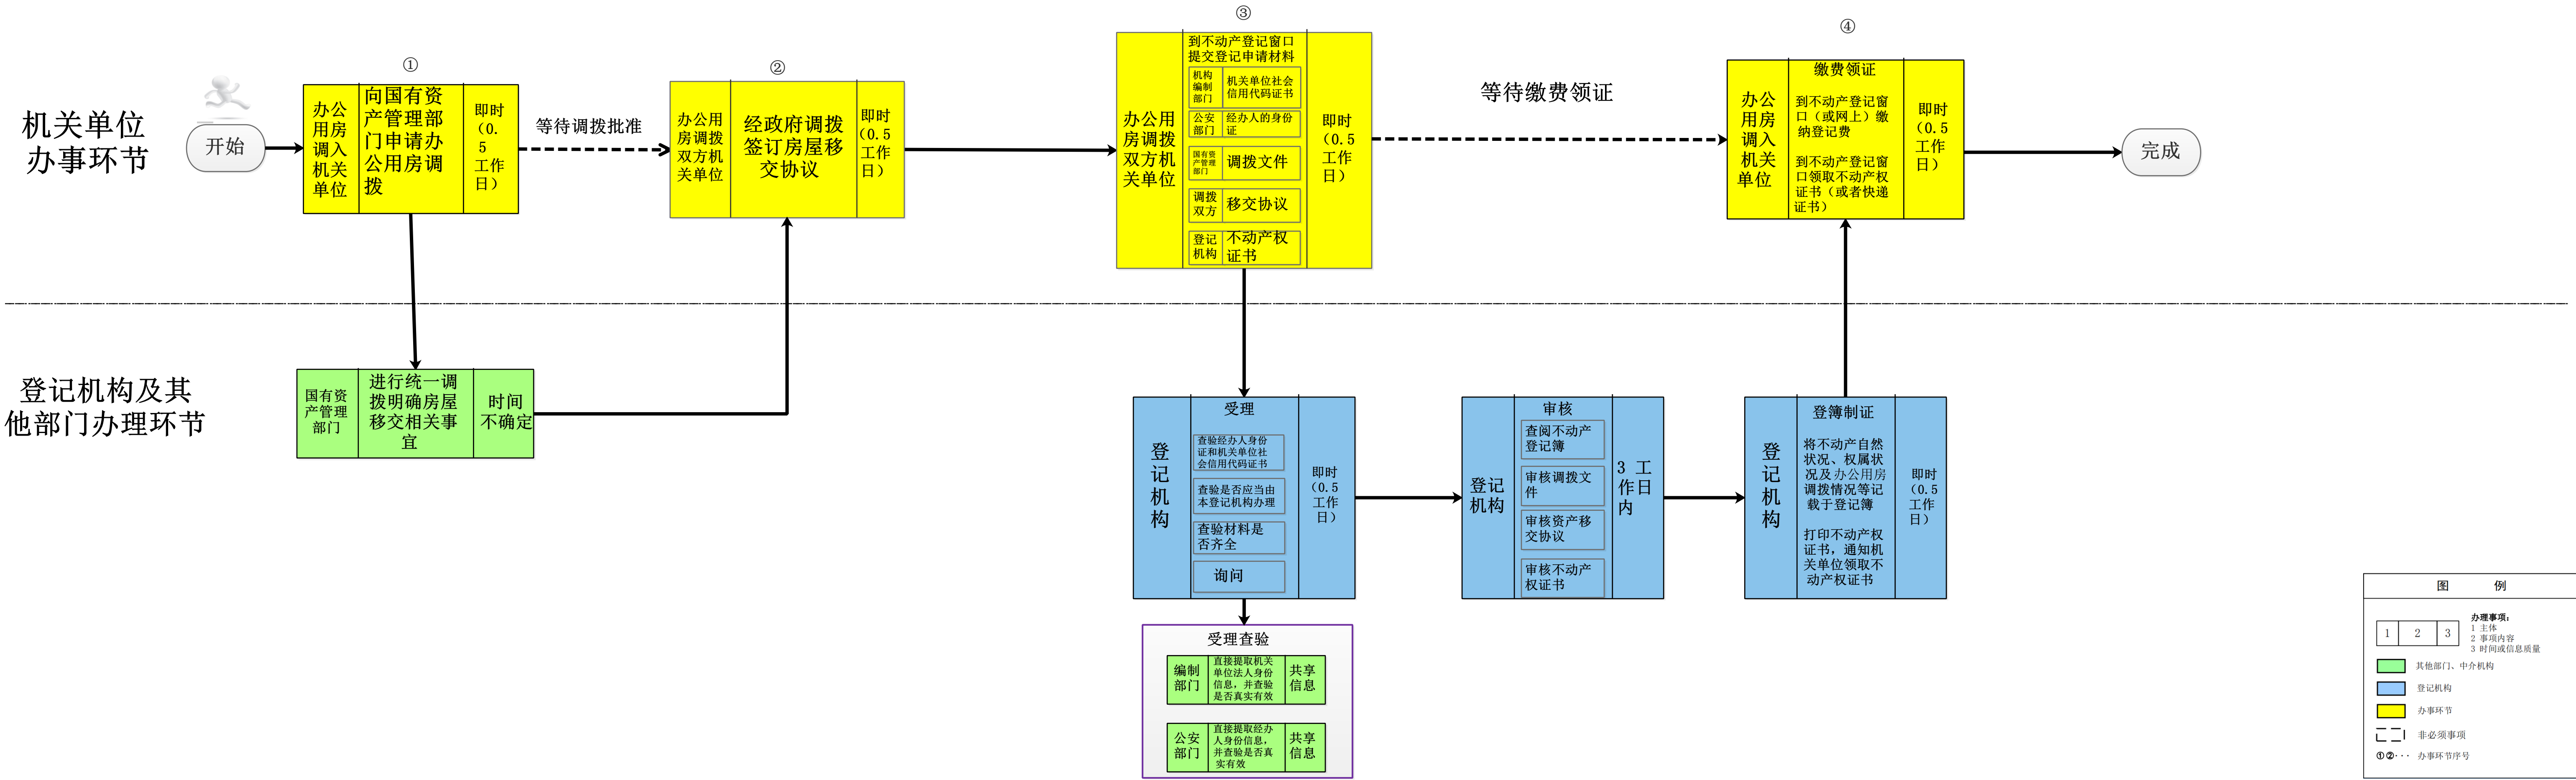 机关单位
办事环节
开始
①
办公
用房
调入
机关
单位
向国有资
产管理部
门申请办
公用房调
拨
即时
(0.
5
工作
日)
等待调拨批准
②
办公用
房调拨
双方机
关单位
经政府调拨
签订房屋移
交协议
即时
(0.5
工作
日)
③
办公用
房调拨
双方机
关单位
到不动产登记窗口
提交登记申请材料
机构
编制
部门
机关单位社会
信用代码证书
公安
部门
经办人的身份
证
国有资
产管理
部门
调拨文件
调拨
双方
移交协议
登记
机构
不动产权
证书
即时
(0.5
工作
日)
等待缴费领证
④
办公
用房
调入
机关
单位
缴费领证
到不动产登记窗
口(或网上)缴
纳登记费
到不动产登记窗
口领取不动产权
证书(或者快递
证书)
即时
(0.5
工作
日)
完成
登记机构及其
他部门办理环节
国有资
产管理
部门
进行统一调
拨明确房屋
移交相关事
宜
时间
不确定
登
记
机
构
受理
查验经办人身份
证和机关单位社
会信用代码证书
查验是否应当由
本登记机构办理
查验材料是
否齐全
询问
即时
(0.5
工作
日)
登记
机构
审核
查阅不动产
登记簿
审核调拨文
件
审核资产移
交协议
审核不动产
权证书
3 工
作日
内
登
记
机
构
登簿制证
将不动产自然
状况、权属状
况及办公用房
调拨情况等记
载于登记簿
打印不动产权
证书，通知机
关单位领取不
动产权证书
即时
(0.5
工作
日)
受理查验
编制
部门
直接提取机关
单位法人身份
信息，并查验
是否真实有效
共享
信息
公安
部门
直接提取经办
人身份信息，
并查验是否真
实有效
共享
信息
图 例
1 2 3
办理事项：
1 主体
2 事项内容
3 时间或信息质量
其他部门、中介机构
登记机构
办事环节
非必须事项
①②··· 办事环节序号